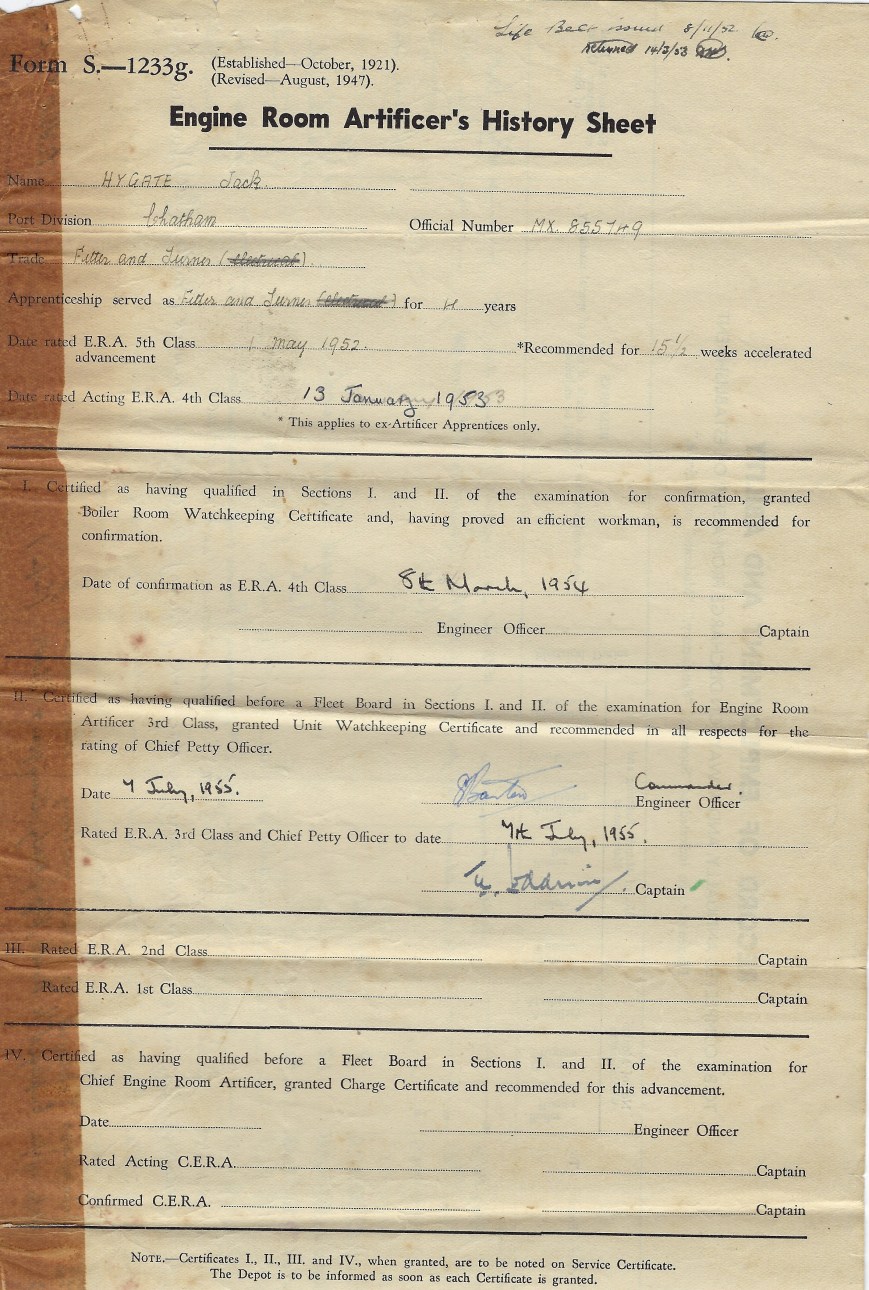 Life Belt issued 8/11/52
Returned 14/3/53
Form S.—1233g. (Established—October, 1921).
(Revised—August, 1947).
Engine Room Artificer's History Sheet
Name HYGATE Jack
Port Division Chatham Official Number MX. 855749
Trade Fitter and Turner (electrical)
Apprenticeship served as Fitter and Turner (electrical) for 4 years
Date rated E.R.A. 5th Class 1 May 1952. *Recommended for 15½ weeks accelerated
advancement
Date rated Acting E.R.A. 4th Class 13 January 1953
* This applies to ex-Artificer Apprentices only.
I. Certified as having qualified in Sections I. and II. of the examination for confirmation, granted
Boiler Room Watchkeeping Certificate and, having proved an efficient workman, is recommended for
confirmation.
Date of confirmation as E.R.A. 4th Class 8th March, 1954
Engineer Officer Captain
II. Certified as having qualified before a Fleet Board in Sections I. and II. of the examination for Engine Room
Artificer 3rd Class, granted Unit Watchkeeping Certificate and recommended in all respects for the
rating of Chief Petty Officer.
Date 7 July, 1955. Commander.
Engineer Officer
Rated E.R.A. 3rd Class and Chief Petty Officer to date 7th July, 1955.
Captain
III. Rated E.R.A. 2nd Class Captain
Rated E.R.A. 1st Class Captain
IV. Certified as having qualified before a Fleet Board in Sections I. and II. of the examination for
Chief Engine Room Artificer, granted Charge Certificate and recommended for this advancement.
Date Engineer Officer
Rated Acting C.E.R.A. Captain
Confirmed C.E.R.A. Captain
NOTE.—Certificates I., II., III. and IV., when granted, are to be noted on Service Certificate.
The Depot is to be informed as soon as each Certificate is granted.